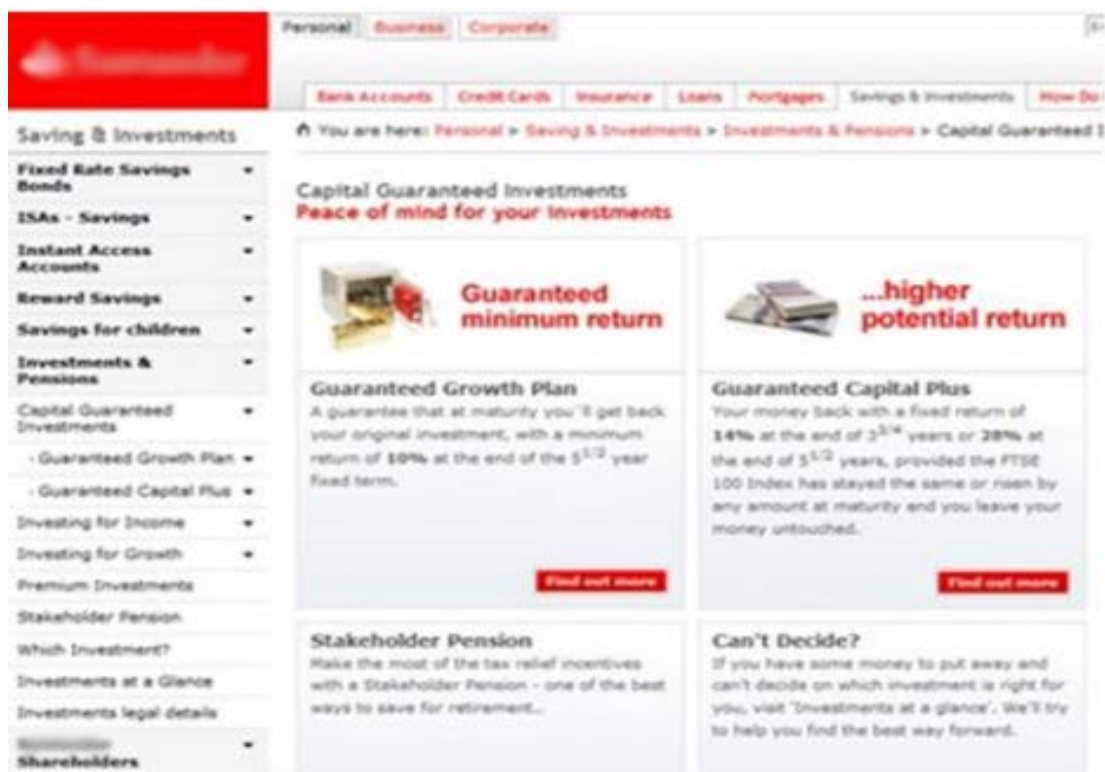 Personal Business Corporate
Bank Accounts Credit Cards Insurance Loans Mortgages Savings & Investments How Do
Saving & Investments
You are here: Personal » Saving & Investments » Investments & Pensions » Capital Guaranteed I
Fixed Rate Savings
Bonds
ISAs - Savings
Instant Access
Accounts
Reward Savings
Savings for children
Investments &
Pensions
Capital Guaranteed
Investments
- Guaranteed Growth Plan
- Guaranteed Capital Plus
Investing for Income
Investing for Growth
Premium Investments
Stakeholder Pension
Which Investment?
Investments at a Glance
Investments legal details
Shareholders
Capital Guaranteed Investments
Peace of mind for your investments
Guaranteed
minimum return
Guaranteed Growth Plan
A guarantee that at maturity you´ll get back
your original investment, with a minimum
return of 10% at the end of the 5 1/2 year
fixed term.
Find out more
...higher
potential return
Guaranteed Capital Plus
Your money back with a fixed return of
14% at the end of 3 3/4 years or 28% at
the end of 5 1/2 years, provided the FTSE
100 Index has stayed the same or risen by
any amount at maturity and you leave your
money untouched.
Find out more
Stakeholder Pension
Make the most of the tax relief incentives
with a Stakeholder Pension - one of the best
ways to save for retirement..
Can't Decide?
If you have some money to put away and
can't decide on which investment is right for
you, visit 'Investments at a glance'. We'll try
to help you find the best way forward.